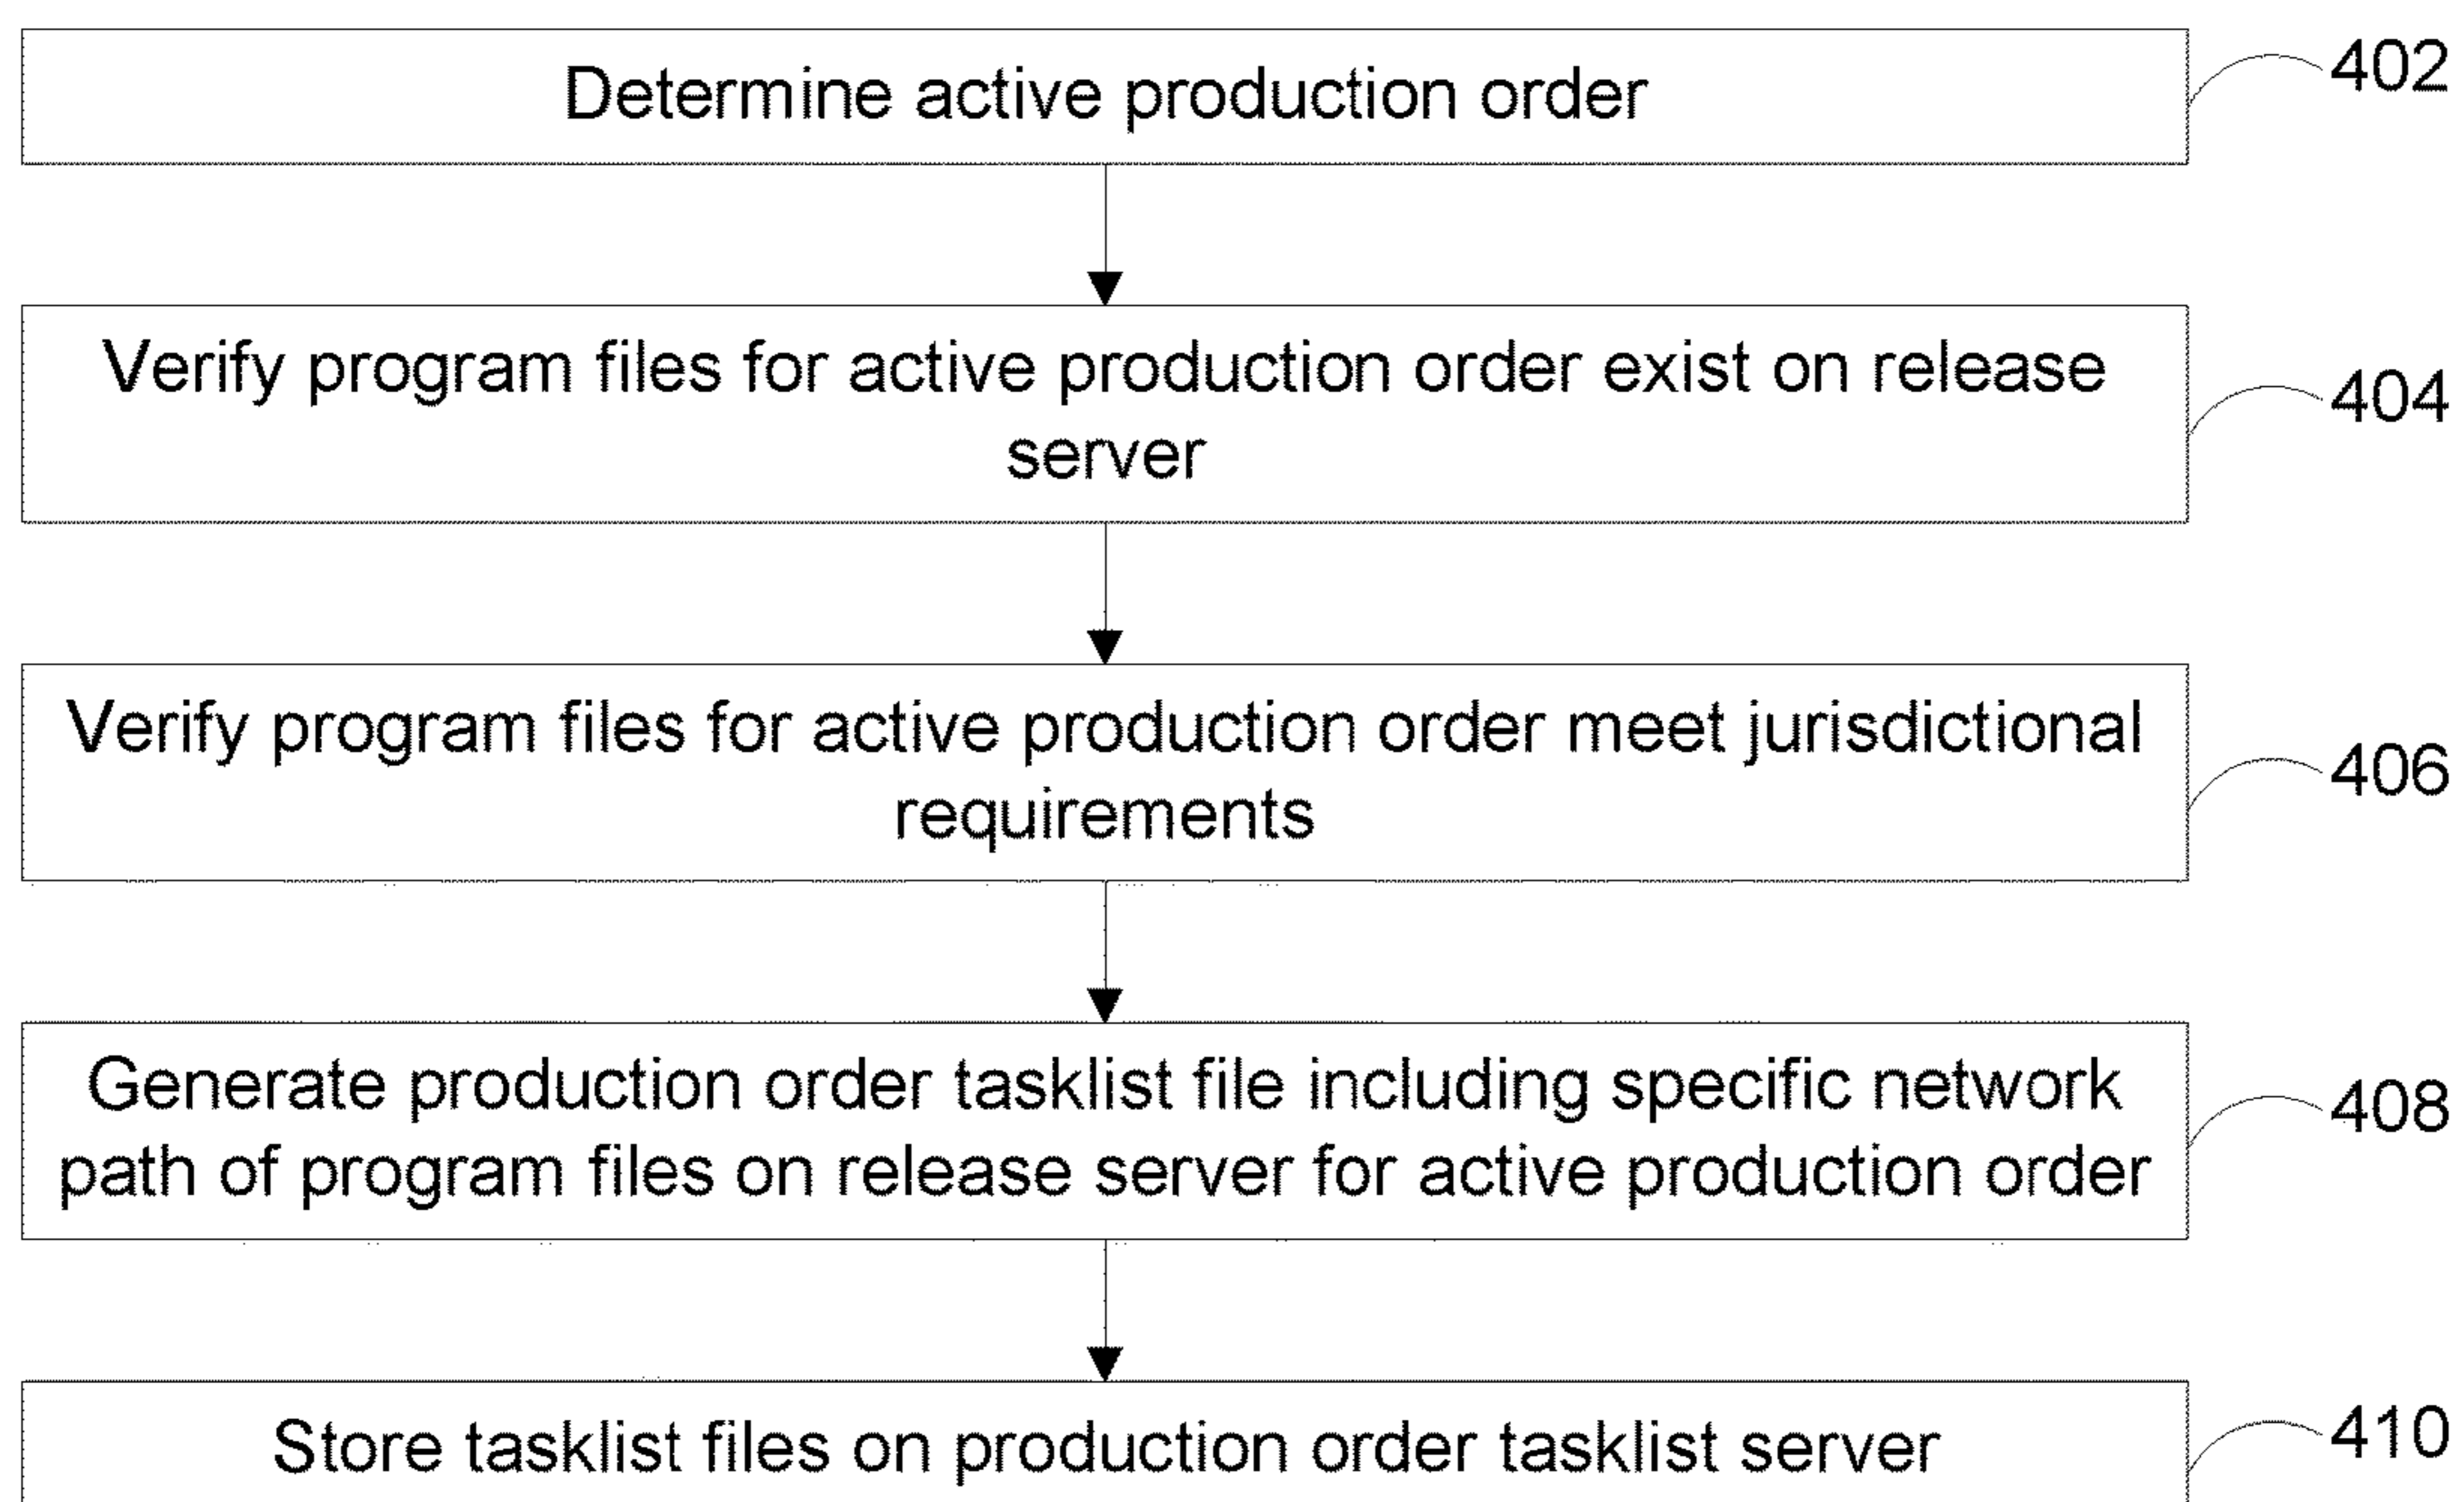 Determine active production order
402
Verify program files for active production order exist on release
server
404
Verify program files for active production order meet jurisdictional
requirements
406
Generate production order tasklist file including specific network
path of program files on release server for active production order
408
Store tasklist files on production order tasklist server
410